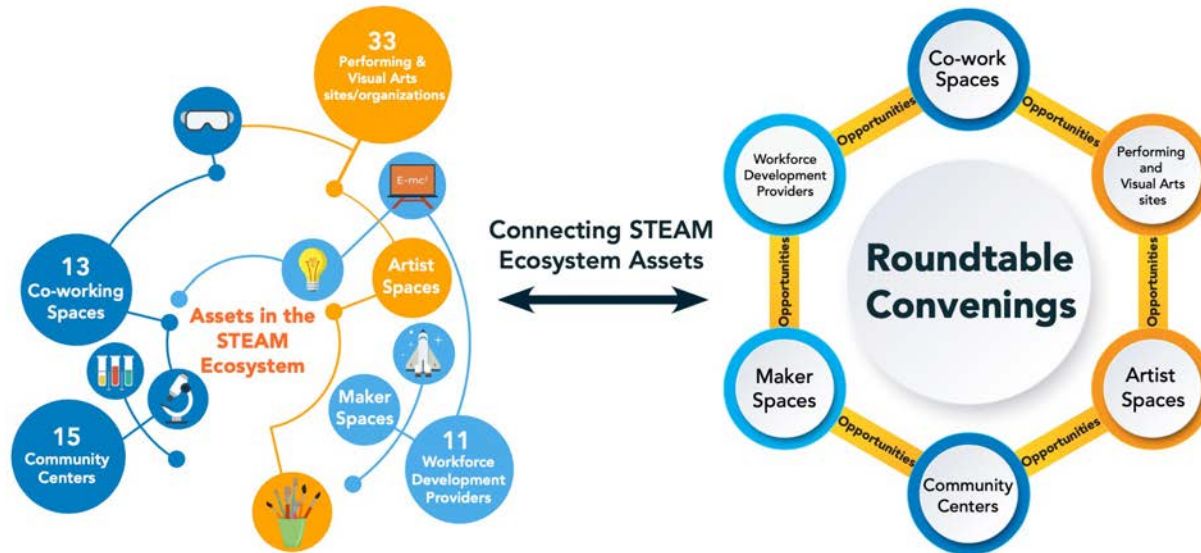 33
Performing &
Visual Arts
sites/organizations
E=mc²
13
Co-working
Spaces
Artist
Spaces
Assets in the
STEAM
Ecosystem
Maker
Spaces
15
Community
Centers
11
Workforce
Development
Providers
Connecting STEAM
Ecosystem Assets
Co-work
Spaces
Opportunities
Opportunities
Workforce
Development
Providers
Performing
and
Visual Arts
sites
Roundtable
Convenings
Opportunities
Opportunities
Maker
Spaces
Artist
Spaces
Opportunities
Opportunities
Community
Centers